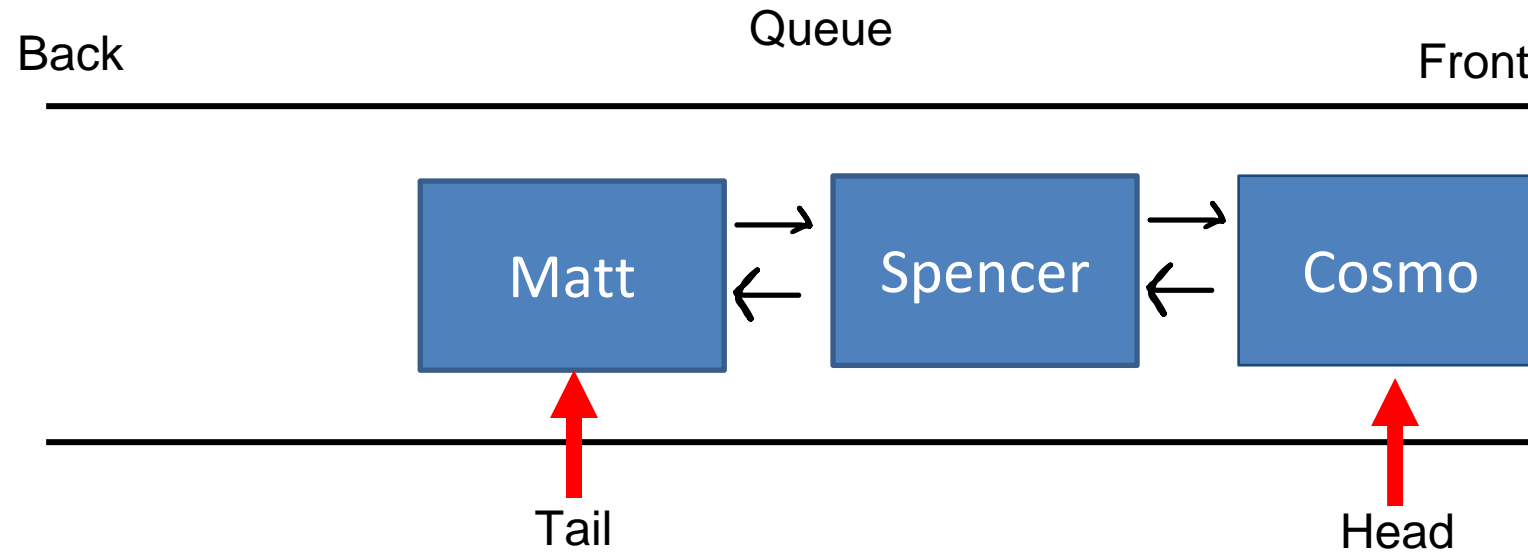 Queue
Back
Front
Matt
Spencer
Cosmo
Tail
Head